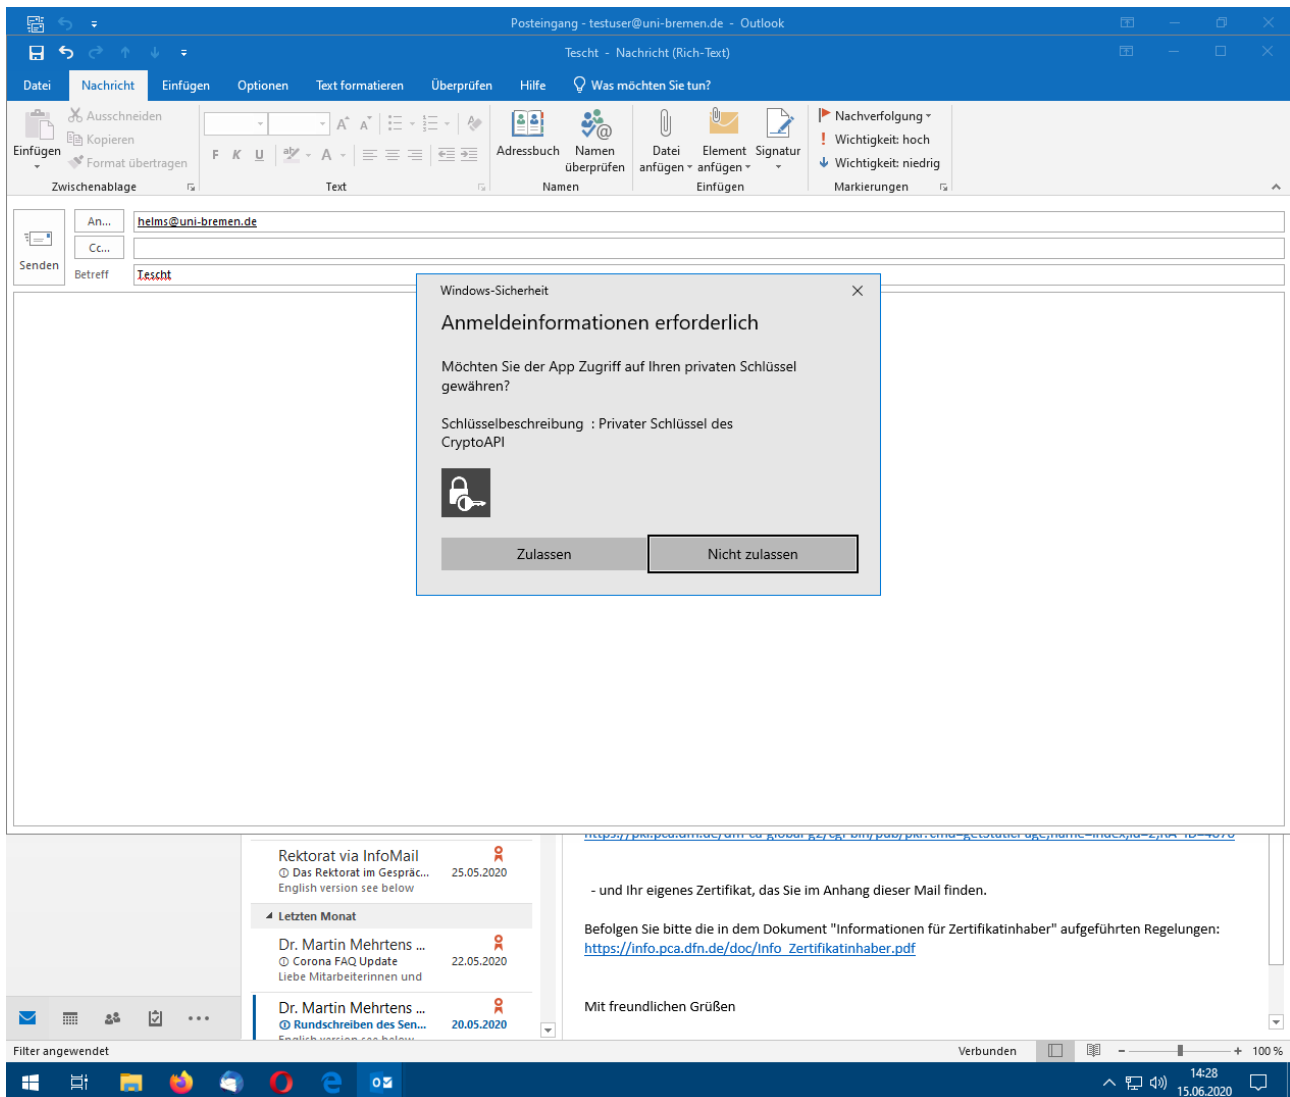 Posteingang - testuser@uni-bremen.de - Outlook
Tescht - Nachricht (Rich-Text)
Datei Nachricht Einfügen Optionen Text formatieren Überprüfen Hilfe Was möchten Sie tun?
Einfügen
Ausschneiden
Kopieren
Format übertragen
Zwischenablage
F K U
Text
Adressbuch
Namen
überprüfen
Namen
Datei
anfügen
Element
anfügen
Signatur
Einfügen
Nachverfolgung
Wichtigkeit: hoch
Wichtigkeit: niedrig
Markierungen
Senden
An... helms@uni-bremen.de
Cc...
Betreff Tescht
Windows-Sicherheit
Anmeldeinformationen erforderlich
Möchten Sie der App Zugriff auf Ihren privaten Schlüssel
gewähren?
Schlüsselbeschreibung : Privater Schlüssel des
CryptoAPI
Zulassen Nicht zulassen
Rektorat via InfoMail
Das Rektorat im Gespräc... 25.05.2020
English version see below
Letzten Monat
Dr. Martin Mehrtens ...
Corona FAQ Update 22.05.2020
Liebe Mitarbeiterinnen und
Dr. Martin Mehrtens ...
Rundschreiben des Sen... 20.05.2020
English version see below
- und Ihr eigenes Zertifikat, das Sie im Anhang dieser Mail finden.
Befolgen Sie bitte die in dem Dokument "Informationen für Zertifikatinhaber" aufgeführten Regelungen:
https://info.pca.dfn.de/doc/Info_Zertifikatinhaber.pdf
Mit freundlichen Grüßen
Filter angewendet
Verbunden
100 %
14:28
15.06.2020